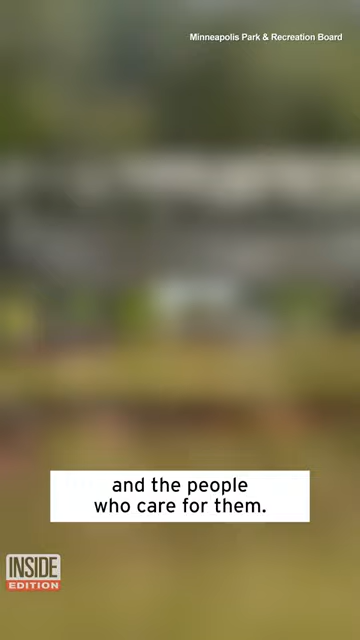 Minneapolis Park & Recreation Board
and the people
who care for them.
INSIDE
EDITION